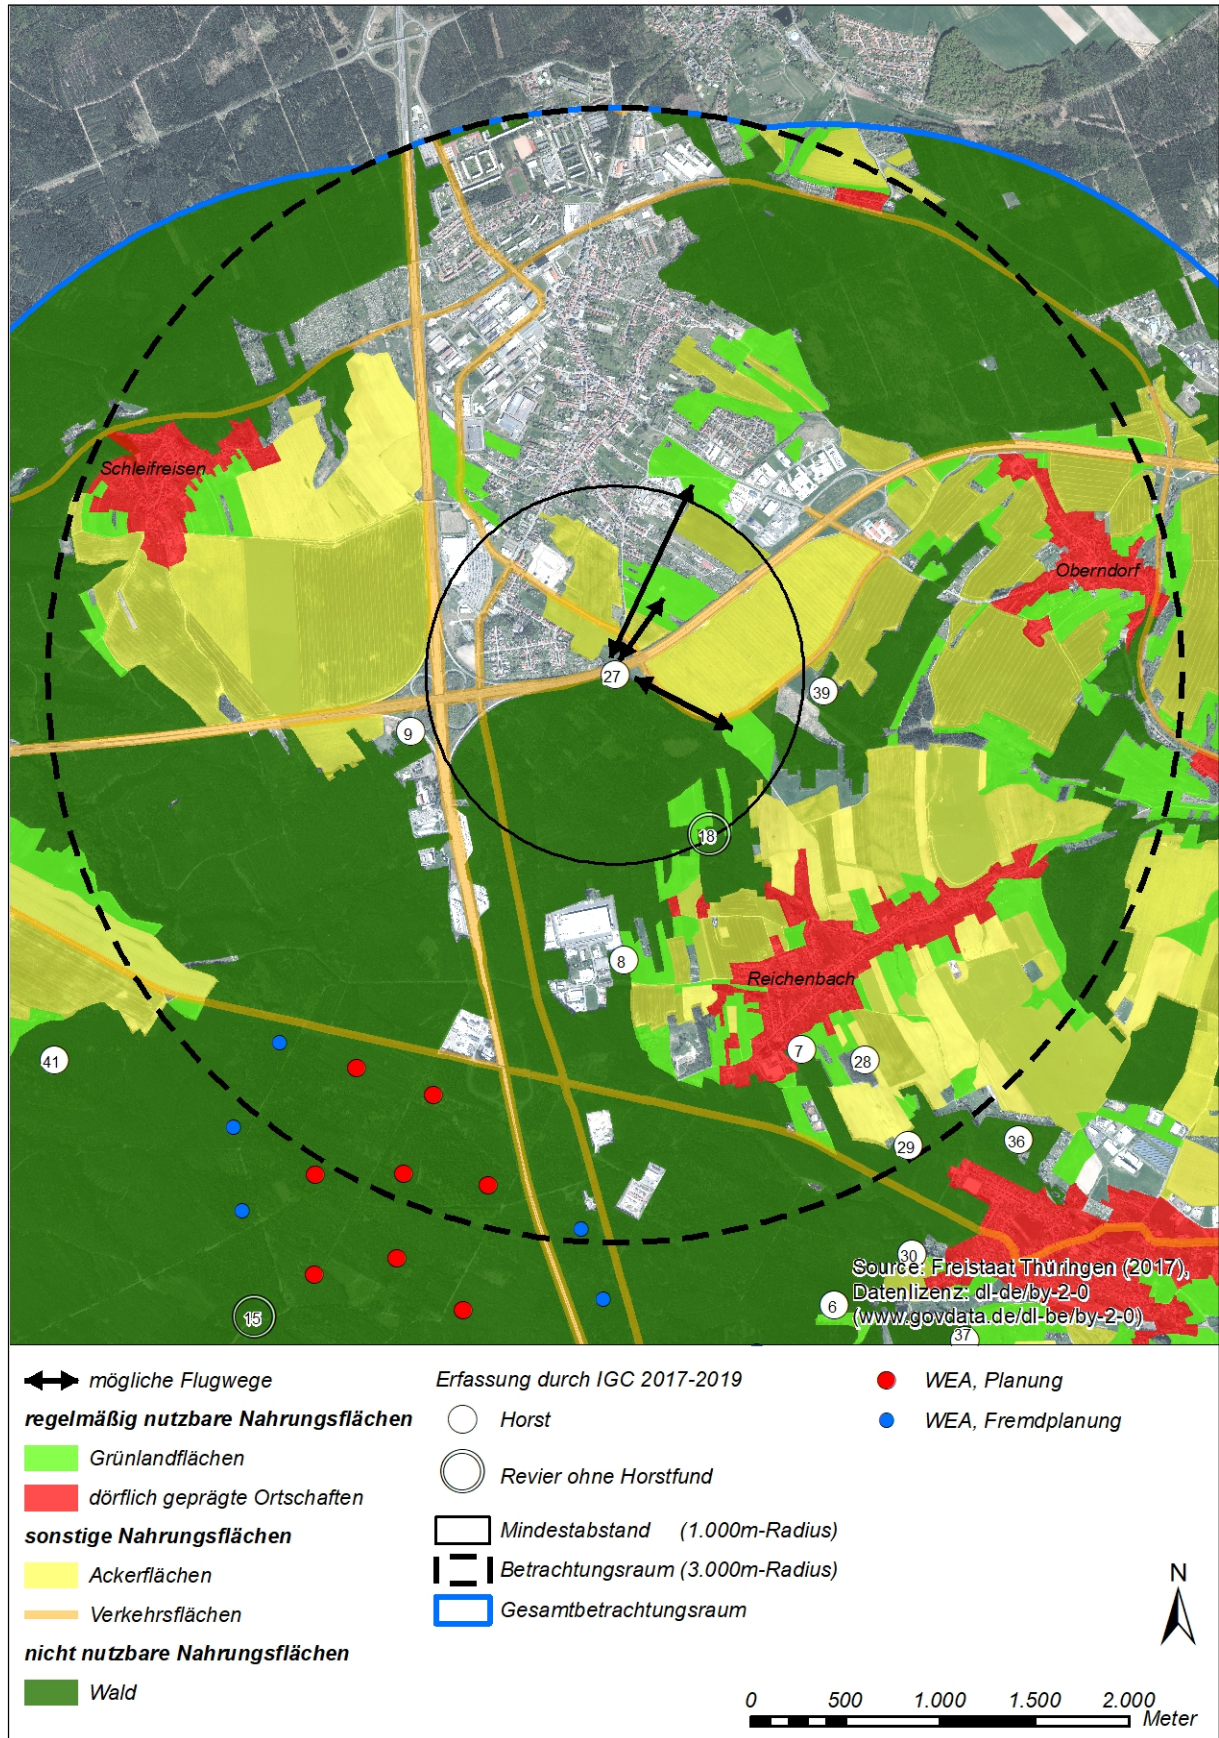 Schleifreisen
Oberndorf
27
39
9
18
8
Reichenbach
7
28
41
29
36
30
Source: Freistaat Thüringen (2017),
Datenlizenz: dl-de/by-2-0
6
(www.govdata.de/dl-be/by-2-0)
15
37
mögliche Flugwege
regelmäßig nutzbare Nahrungsflächen
Grünlandflächen
dörflich geprägte Ortschaften
sonstige Nahrungsflächen
Ackerflächen
Verkehrsflächen
nicht nutzbare Nahrungsflächen
Wald
Erfassung durch IGC 2017-2019
Horst
Revier ohne Horstfund
Mindestabstand (1.000m-Radius)
Betrachtungsraum (3.000m-Radius)
Gesamtbetrachtungsraum
WEA, Planung
WEA, Fremdplanung
N
0 500 1.000 1.500 2.000
Meter